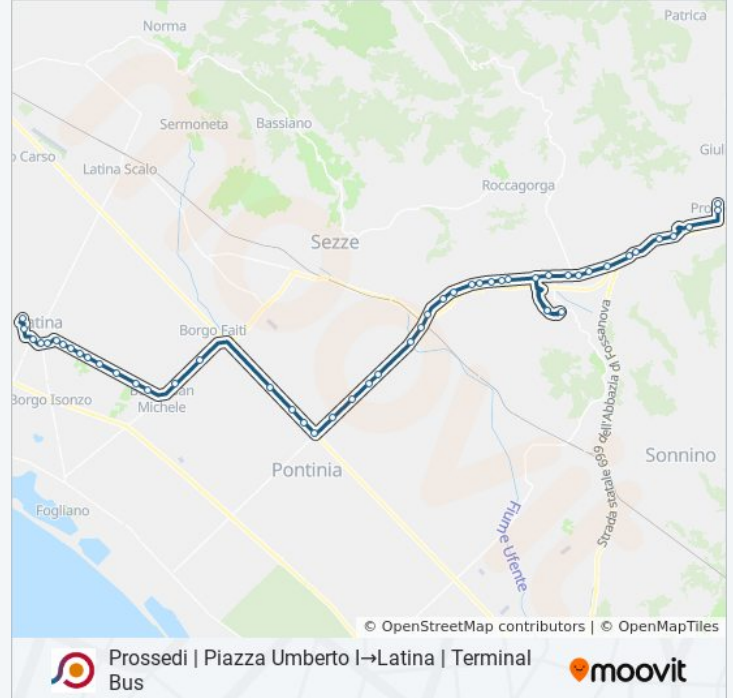 Patrica
Norma
Sermoneta
Bassiano
Giul
o Carso
Latina Scalo
Roccagorga
Pro
Sezze
atina
Borgo Faiti
Borgo Isonzo
Michele
Strada statale 699 dell'Abbazia di Fossanova
Pontinia
Sonnino
Fogliano
Fiume Ufente
moovit
© OpenStreetMap contributors | © OpenMapTiles
Prossedi | Piazza Umberto I→Latina | Terminal
Bus
moovit